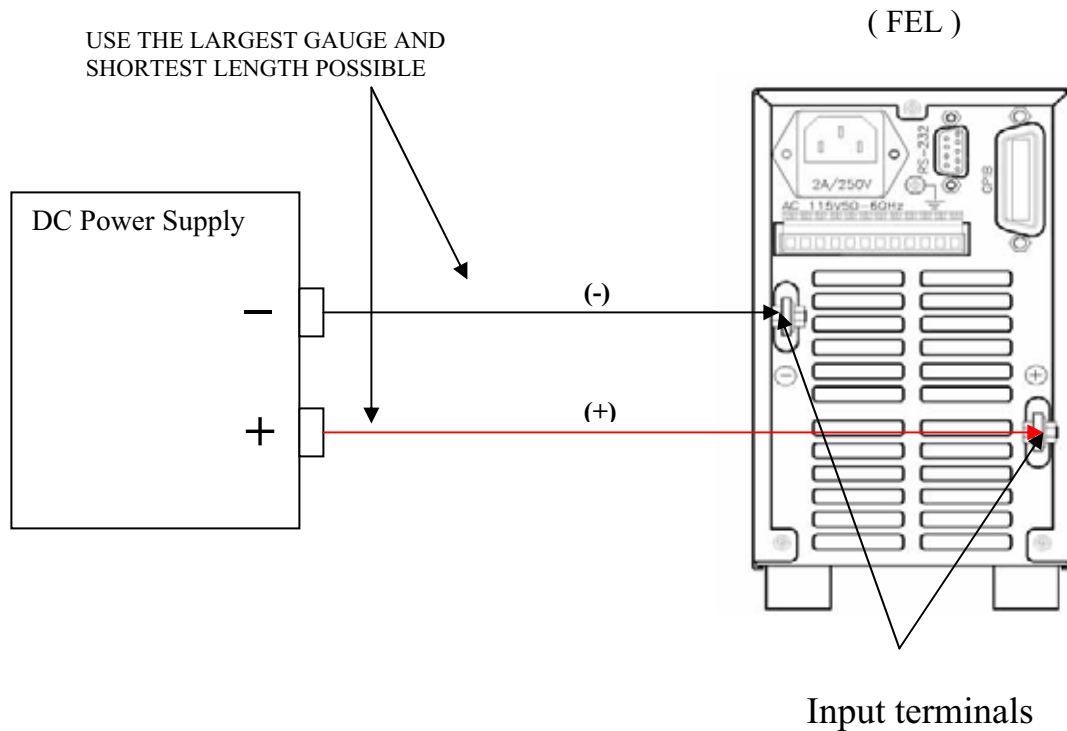 ( FEL )
USE THE LARGEST GAUGE AND
SHORTEST LENGTH POSSIBLE
RS-232
GPIB
2A/250V
AC 115V50-60Hz
DC Power Supply
−
(-)
− +
+
(+)
Input terminals